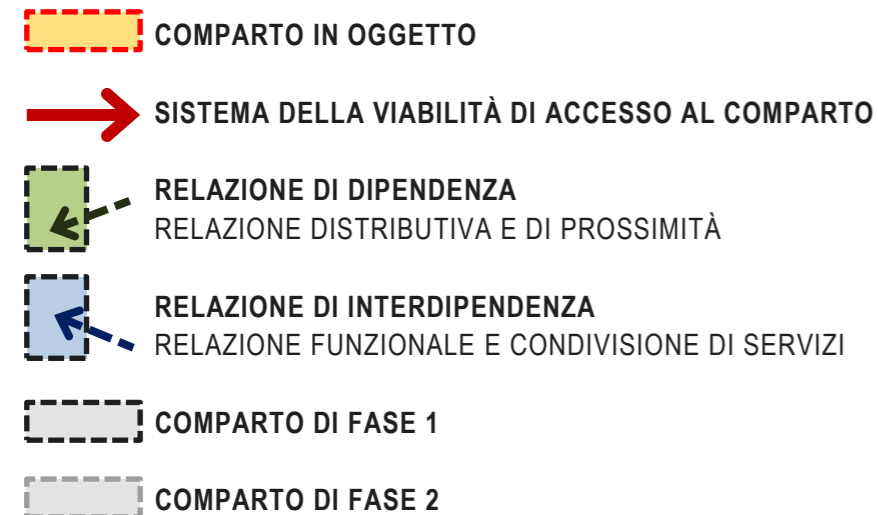 COMPARTO IN OGGETTO
SISTEMA DELLA VIABILITÀ DI ACCESSO AL COMPARTO
RELAZIONE DI DIPENDENZA
RELAZIONE DISTRIBUTIVA E DI PROSSIMITÀ
RELAZIONE DI INTERDIPENDENZA
RELAZIONE FUNZIONALE E CONDIVISIONE DI SERVIZI
COMPARTO DI FASE 1
COMPARTO DI FASE 2